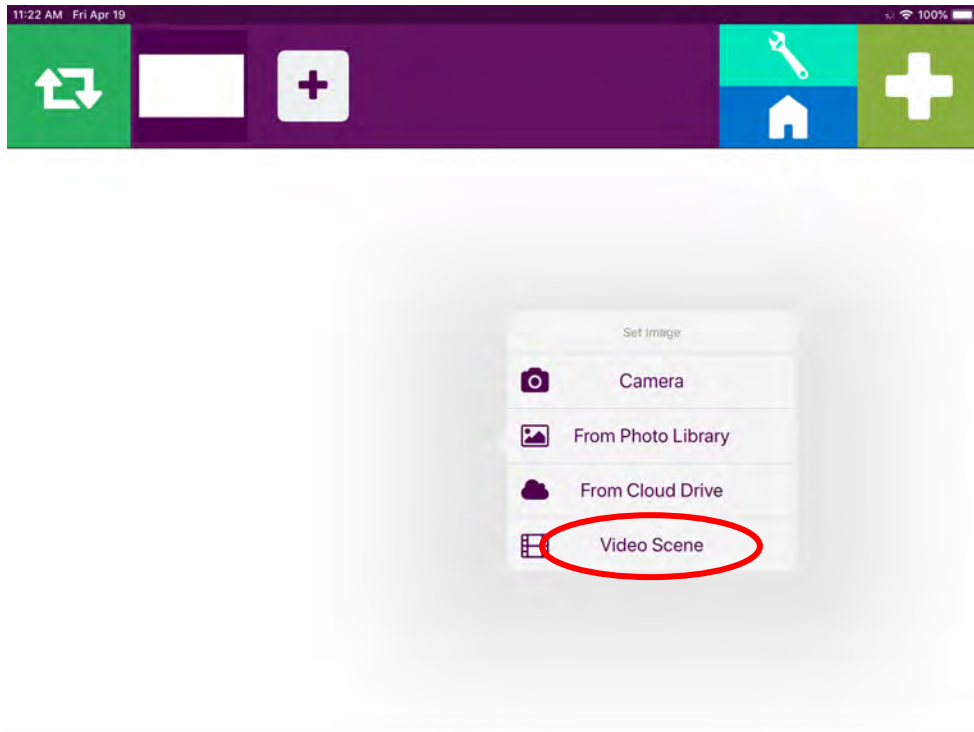 11:22 AM Fri Apr 19
100%
Set Image
Camera
From Photo Library
From Cloud Drive
Video Scene